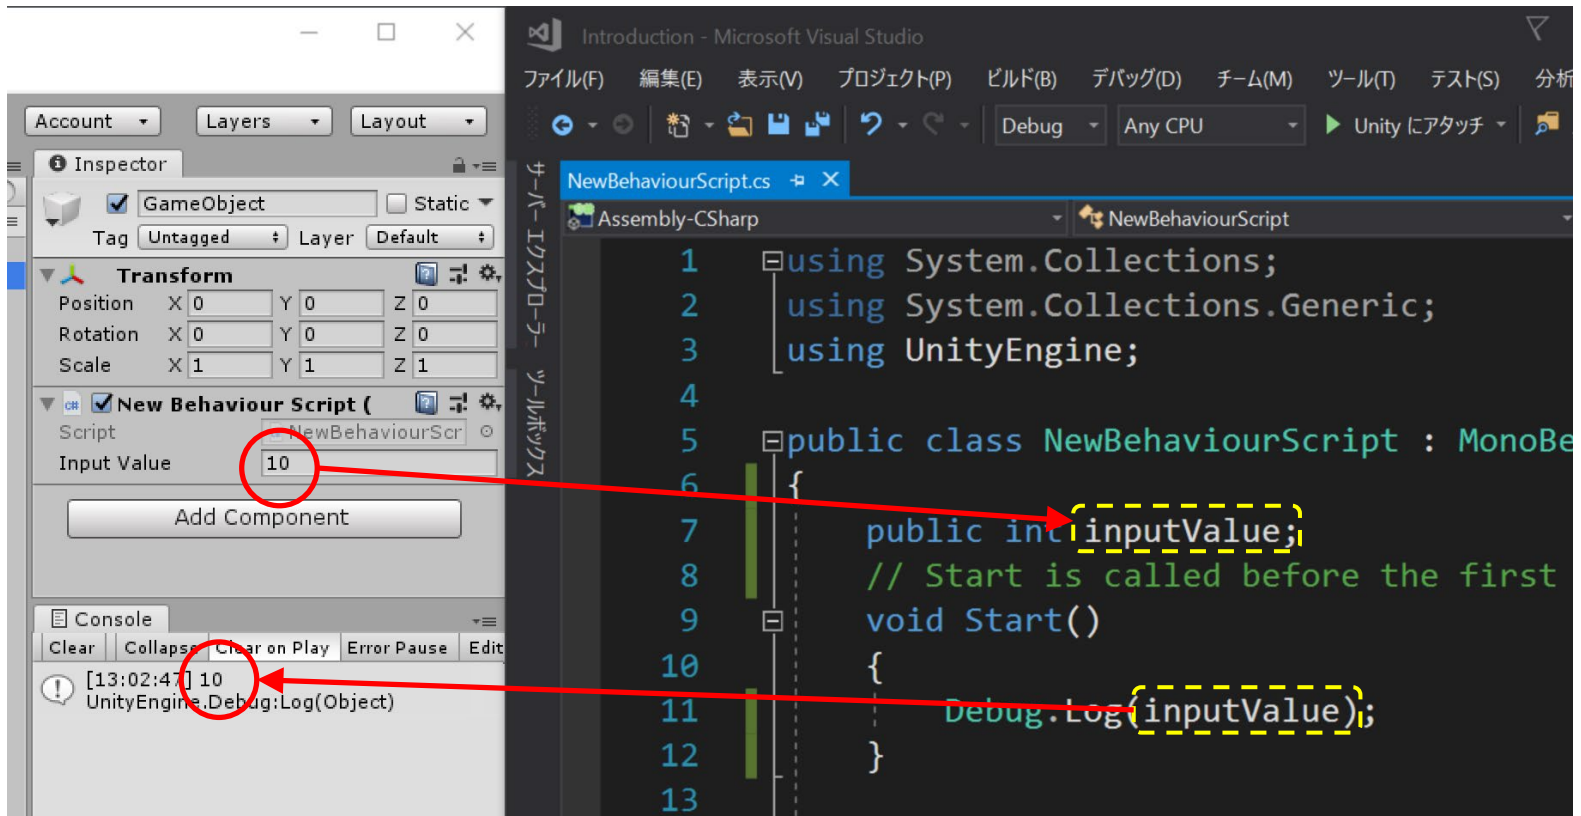 Account
Layers
Layout
Inspector
GameObject
Static
Tag Untagged Layer Default
Transform
Position X 0 Y 0 Z 0
Rotation X 0 Y 0 Z 0
Scale X 1 Y 1 Z 1
New Behaviour Script (
Script NewBehaviourScr
Input Value 10
Add Component
Console
Clear Collapse Clear on Play Error Pause Edit
[13:02:47] 10
UnityEngine.Debug:Log(Object)
Introduction - Microsoft Visual Studio
ファイル(F) 編集(E) 表示(V) プロジェクト(P) ビルド(B) デバッグ(D) チーム(M) ツール(T) テスト(S) 分析
Debug Any CPU Unity にアタッチ
サーバー エクスプローラー
ツールボックス
NewBehaviourScript.cs
Assembly-CSharp NewBehaviourScript
1 using System.Collections;
2 using System.Collections.Generic;
3 using UnityEngine;
4
5 public class NewBehaviourScript : MonoBe
6 {
7 public int inputValue;
8 // Start is called before the first
9 void Start()
10 {
11 Debug.Log(inputValue);
12 }
13